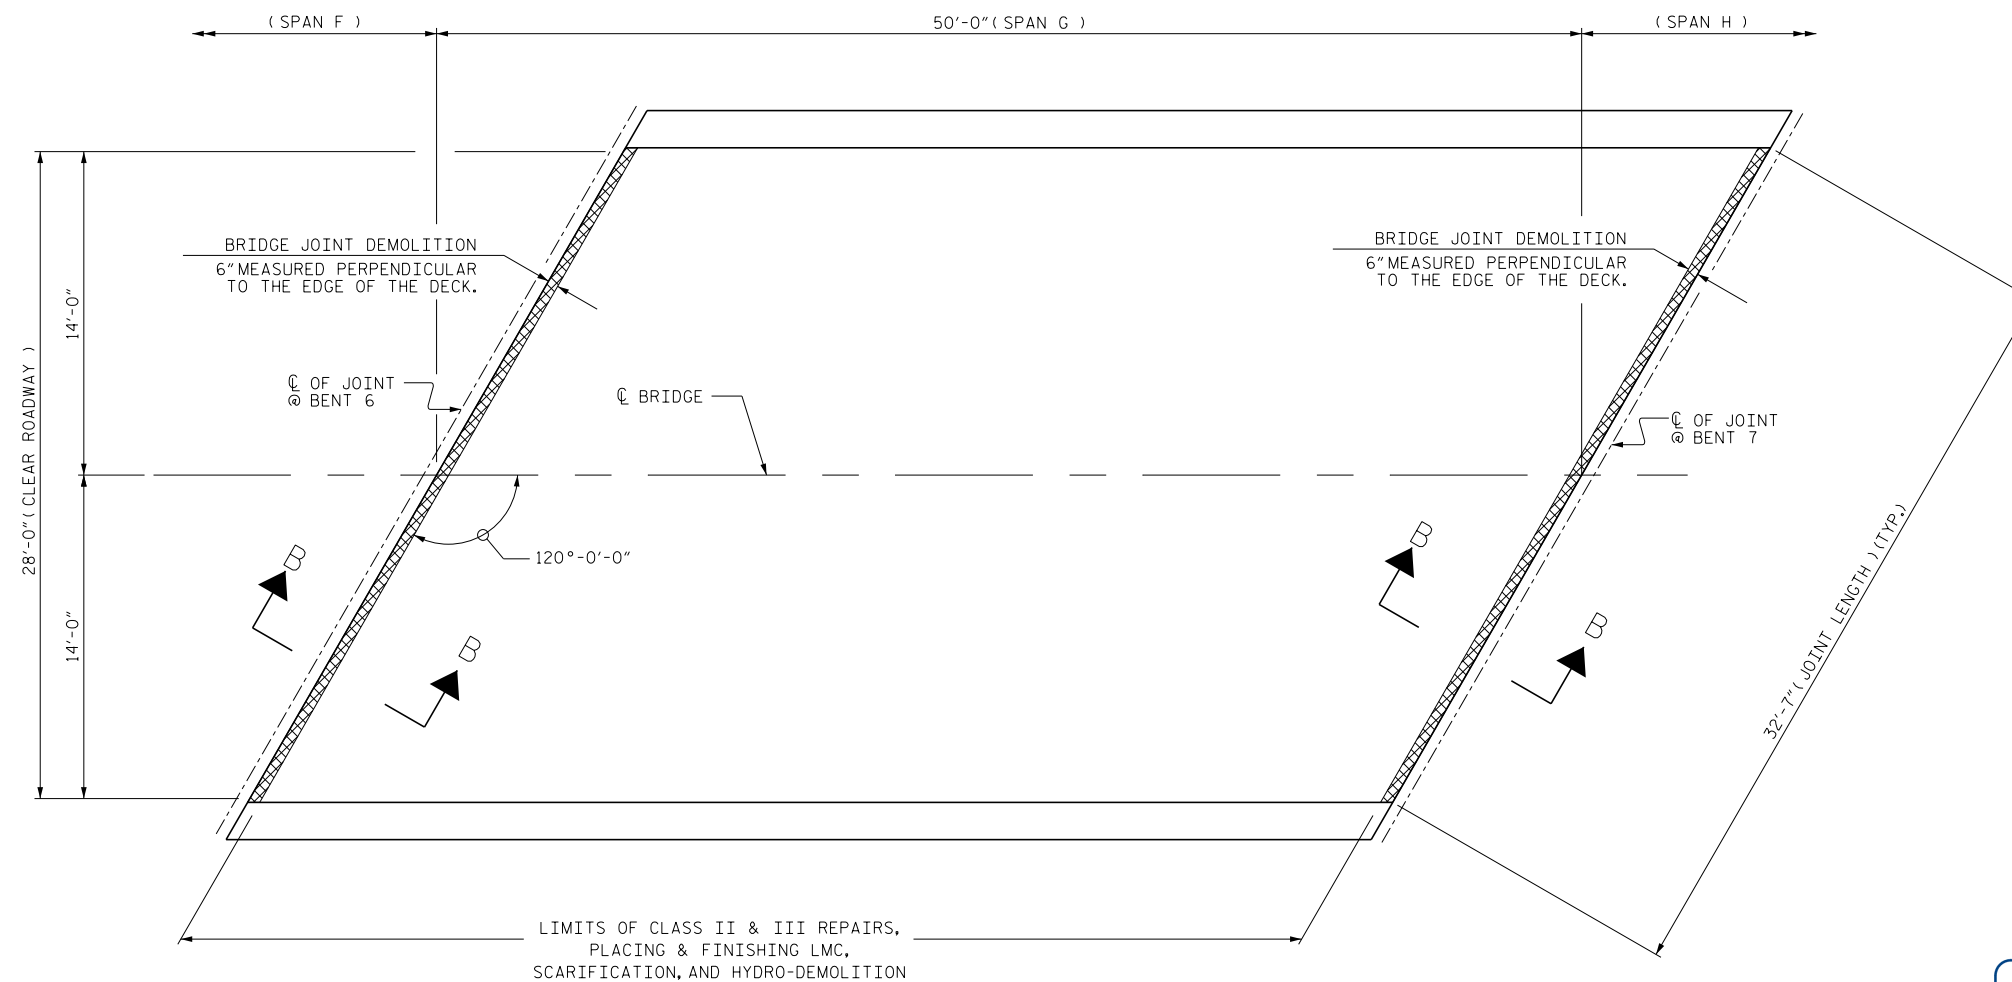 ( SPAN F )
50'-0" ( SPAN G )
( SPAN H )
BRIDGE JOINT DEMOLITION
6" MEASURED PERPENDICULAR
TO THE EDGE OF THE DECK.
BRIDGE JOINT DEMOLITION
6" MEASURED PERPENDICULAR
TO THE EDGE OF THE DECK.
14'-0"
28'-0" ( CLEAR ROADWAY )
℄ OF JOINT
@ BENT 6
℄ BRIDGE
℄ OF JOINT
@ BENT 7
120°-0'-0"
B
B
B
B
14'-0"
32'-7" ( JOINT LENGTH ) (TYP.)
LIMITS OF CLASS II & III REPAIRS,
PLACING & FINISHING LMC,
SCARIFICATION, AND HYDRO-DEMOLITION